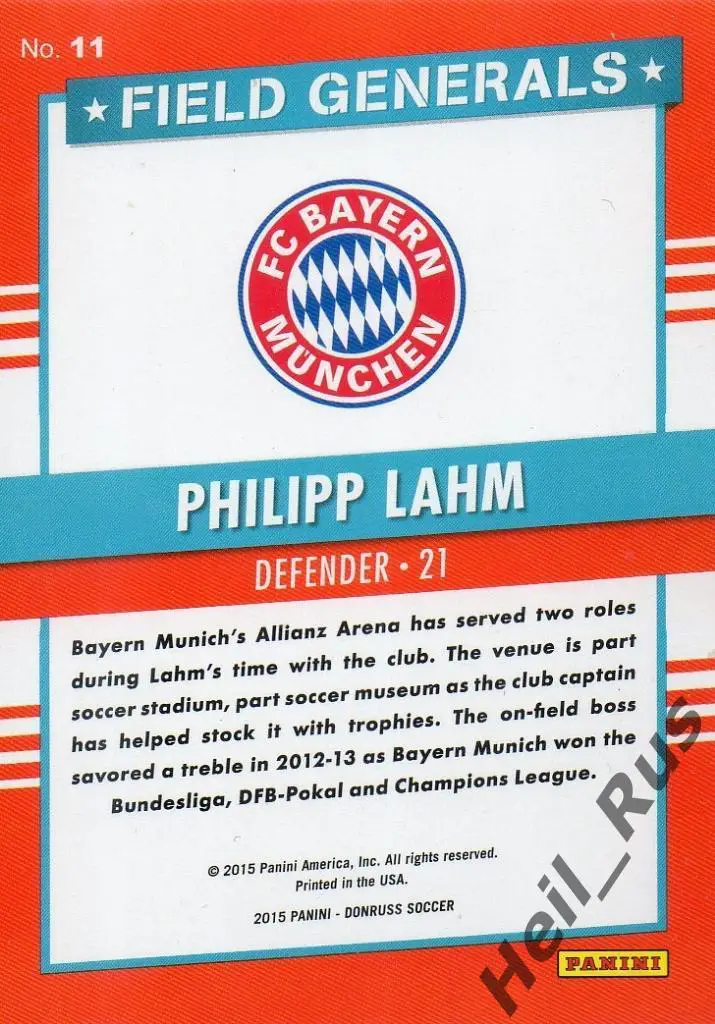 No. 11
FIELD GENERALS
FC BAYERN
MÜNCHEN
PHILIPP LAHM
DEFENDER • 21
Bayern Munich's Allianz Arena has served two roles
during Lahm's time with the club. The venue is part
soccer stadium, part soccer museum as the club captain
has helped stock it with trophies. The on-field boss
savored a treble in 2012-13 as Bayern Munich won the
Bundesliga, DFB-Pokal and Champions League.
© 2015 Panini America, Inc. All rights reserved.
Printed in the USA.
2015 PANINI - DONRUSS SOCCER
PANINI
Heil_Rus